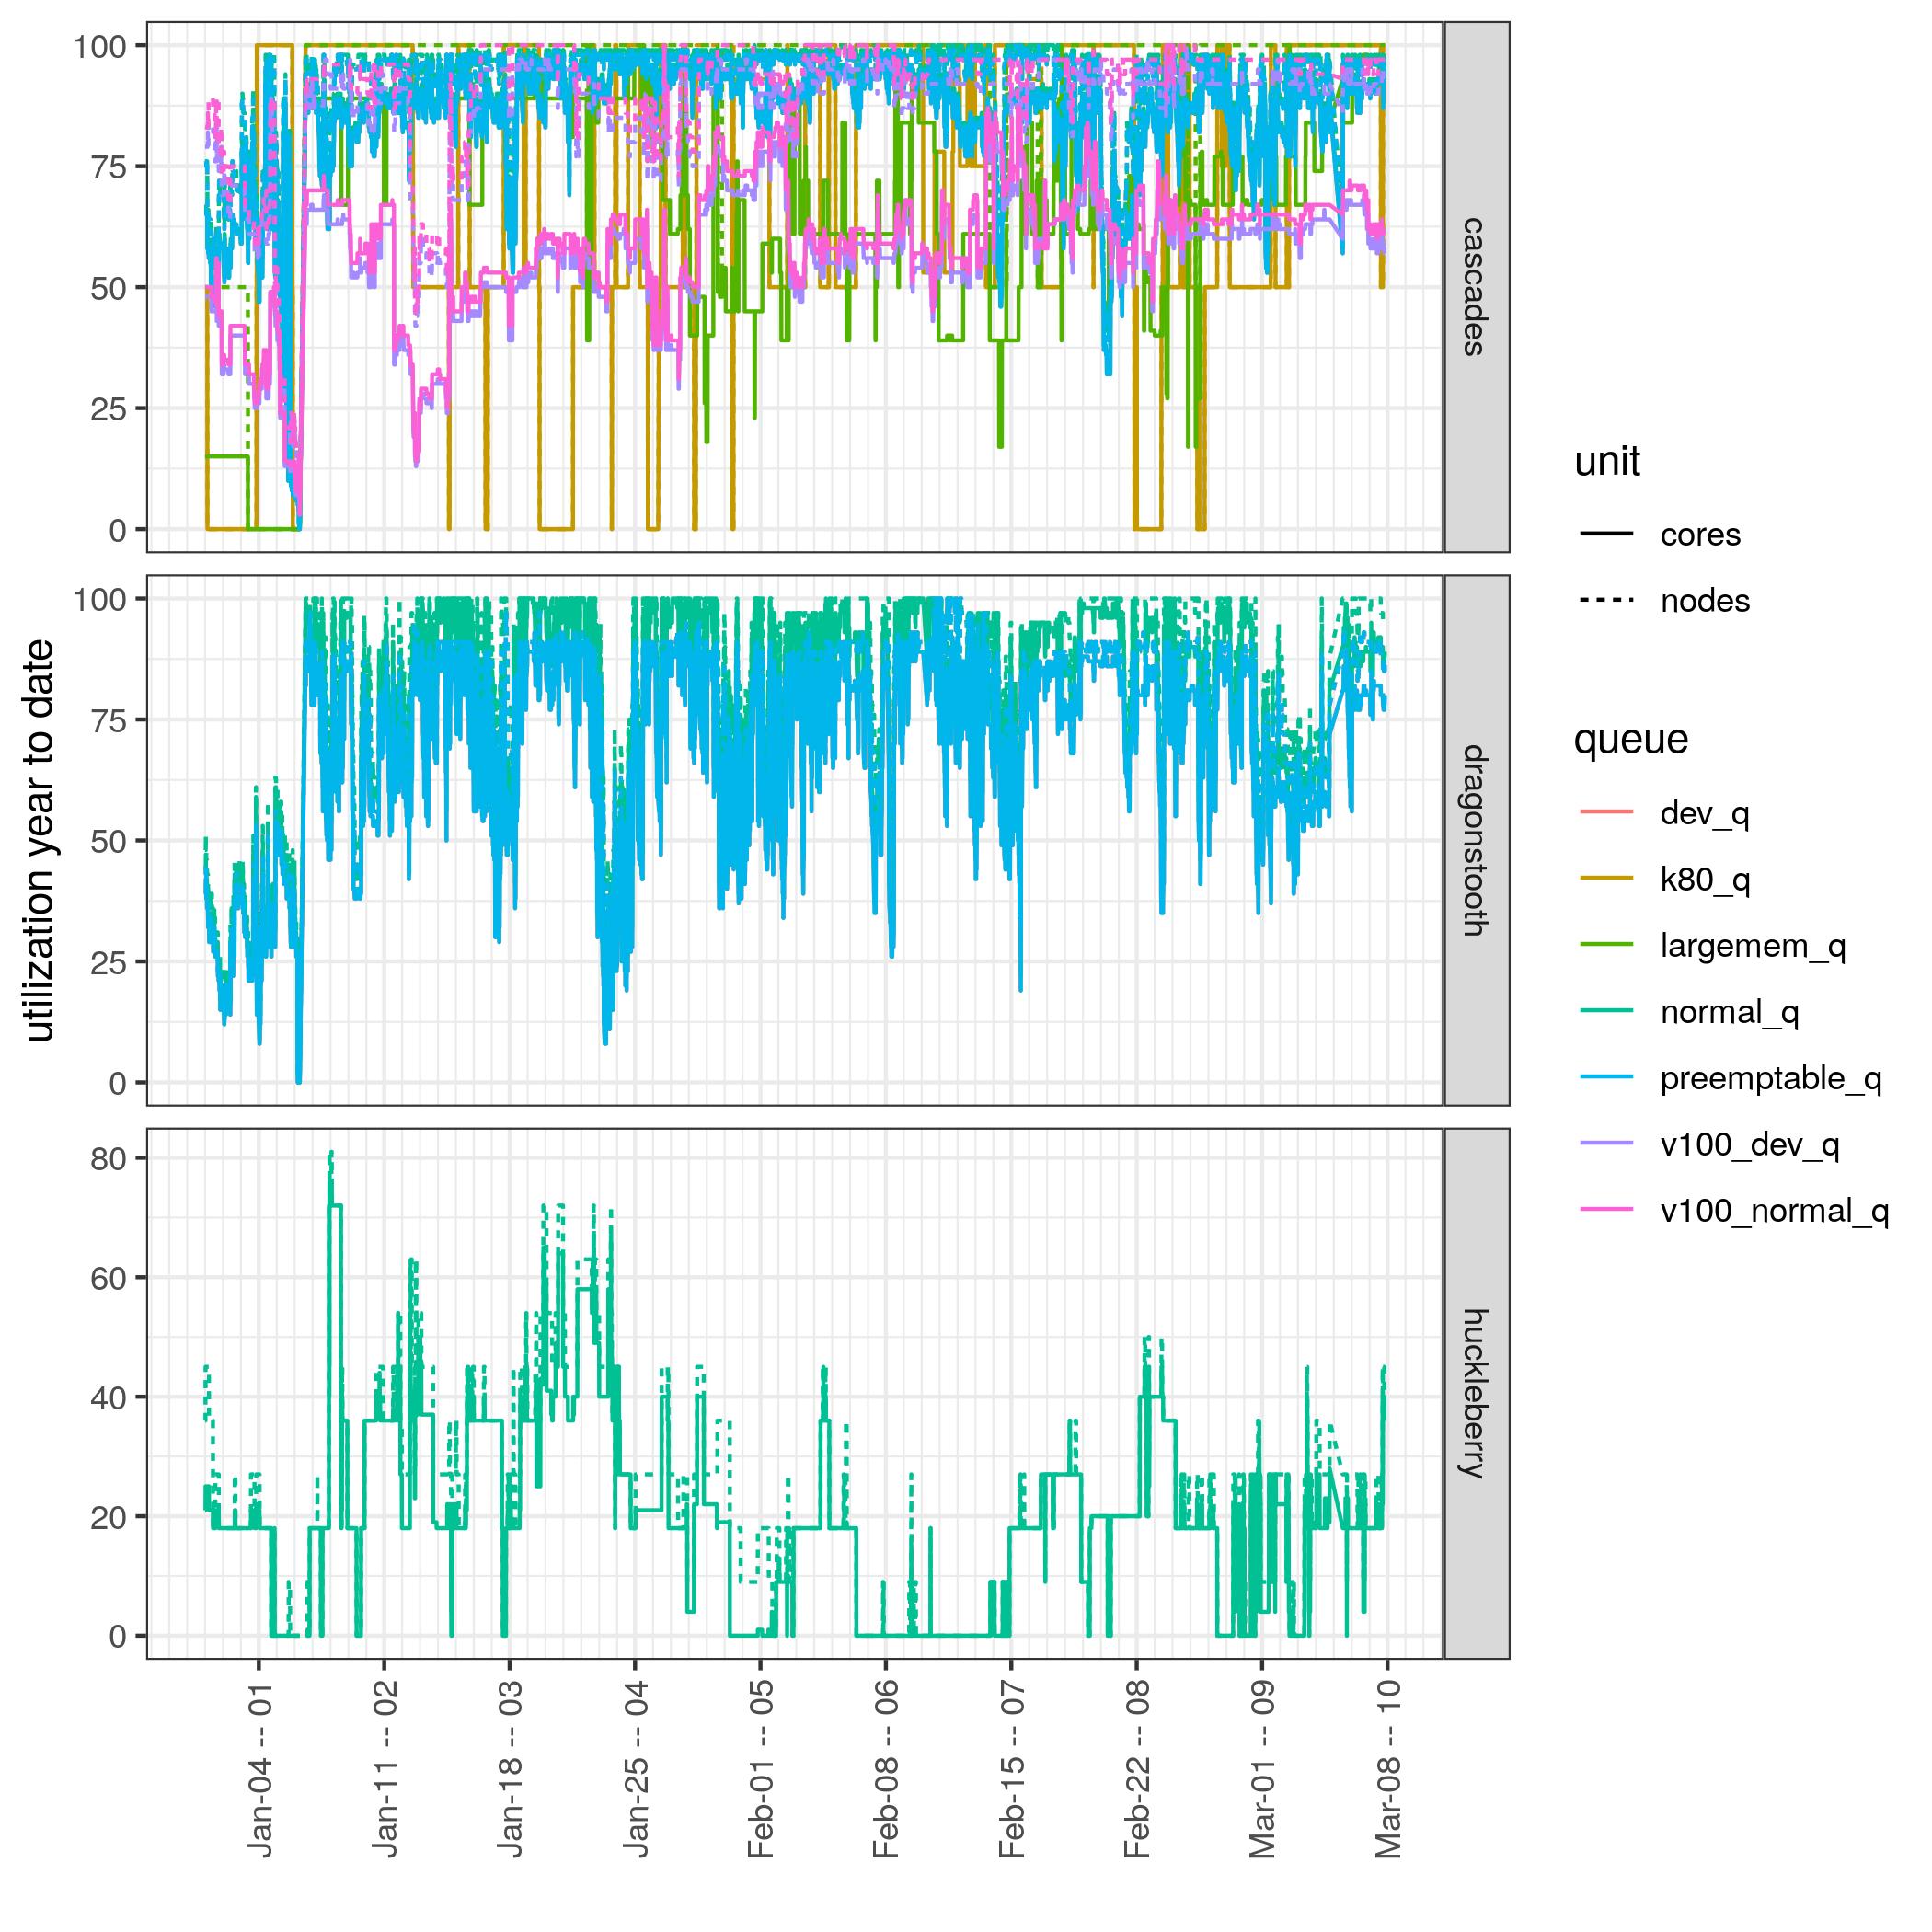 utilization year to date
100
75
50
25
0
cascades
100
75
50
25
0
dragonstooth
80
60
40
20
0
huckleberry
Jan-04 -- 01
Jan-11 -- 02
Jan-18 -- 03
Jan-25 -- 04
Feb-01 -- 05
Feb-08 -- 06
Feb-15 -- 07
Feb-22 -- 08
Mar-01 -- 09
Mar-08 -- 10
unit
cores
nodes
queue
dev_q
k80_q
largemem_q
normal_q
preemptable_q
v100_dev_q
v100_normal_q